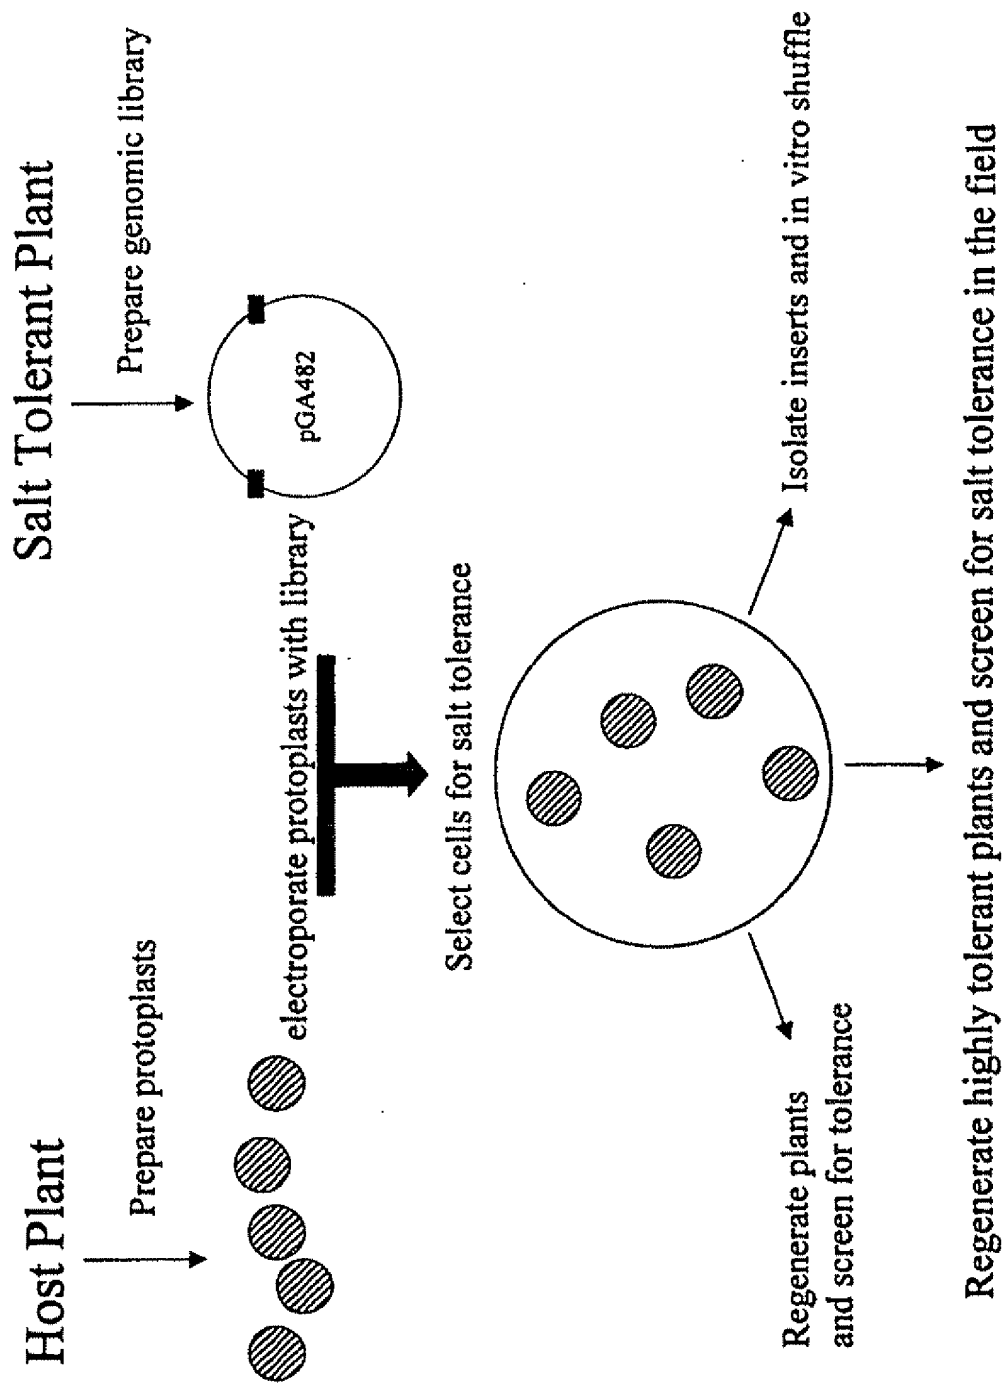 Host Plant
Salt Tolerant Plant
Prepare protoplasts
Prepare genomic library
pGA482
electroporate protoplasts with library
Select cells for salt tolerance
Regenerate plants
and screen for tolerance
Isolate inserts and in vitro shuffle
Regenerate highly tolerant plants and screen for salt tolerance in the field